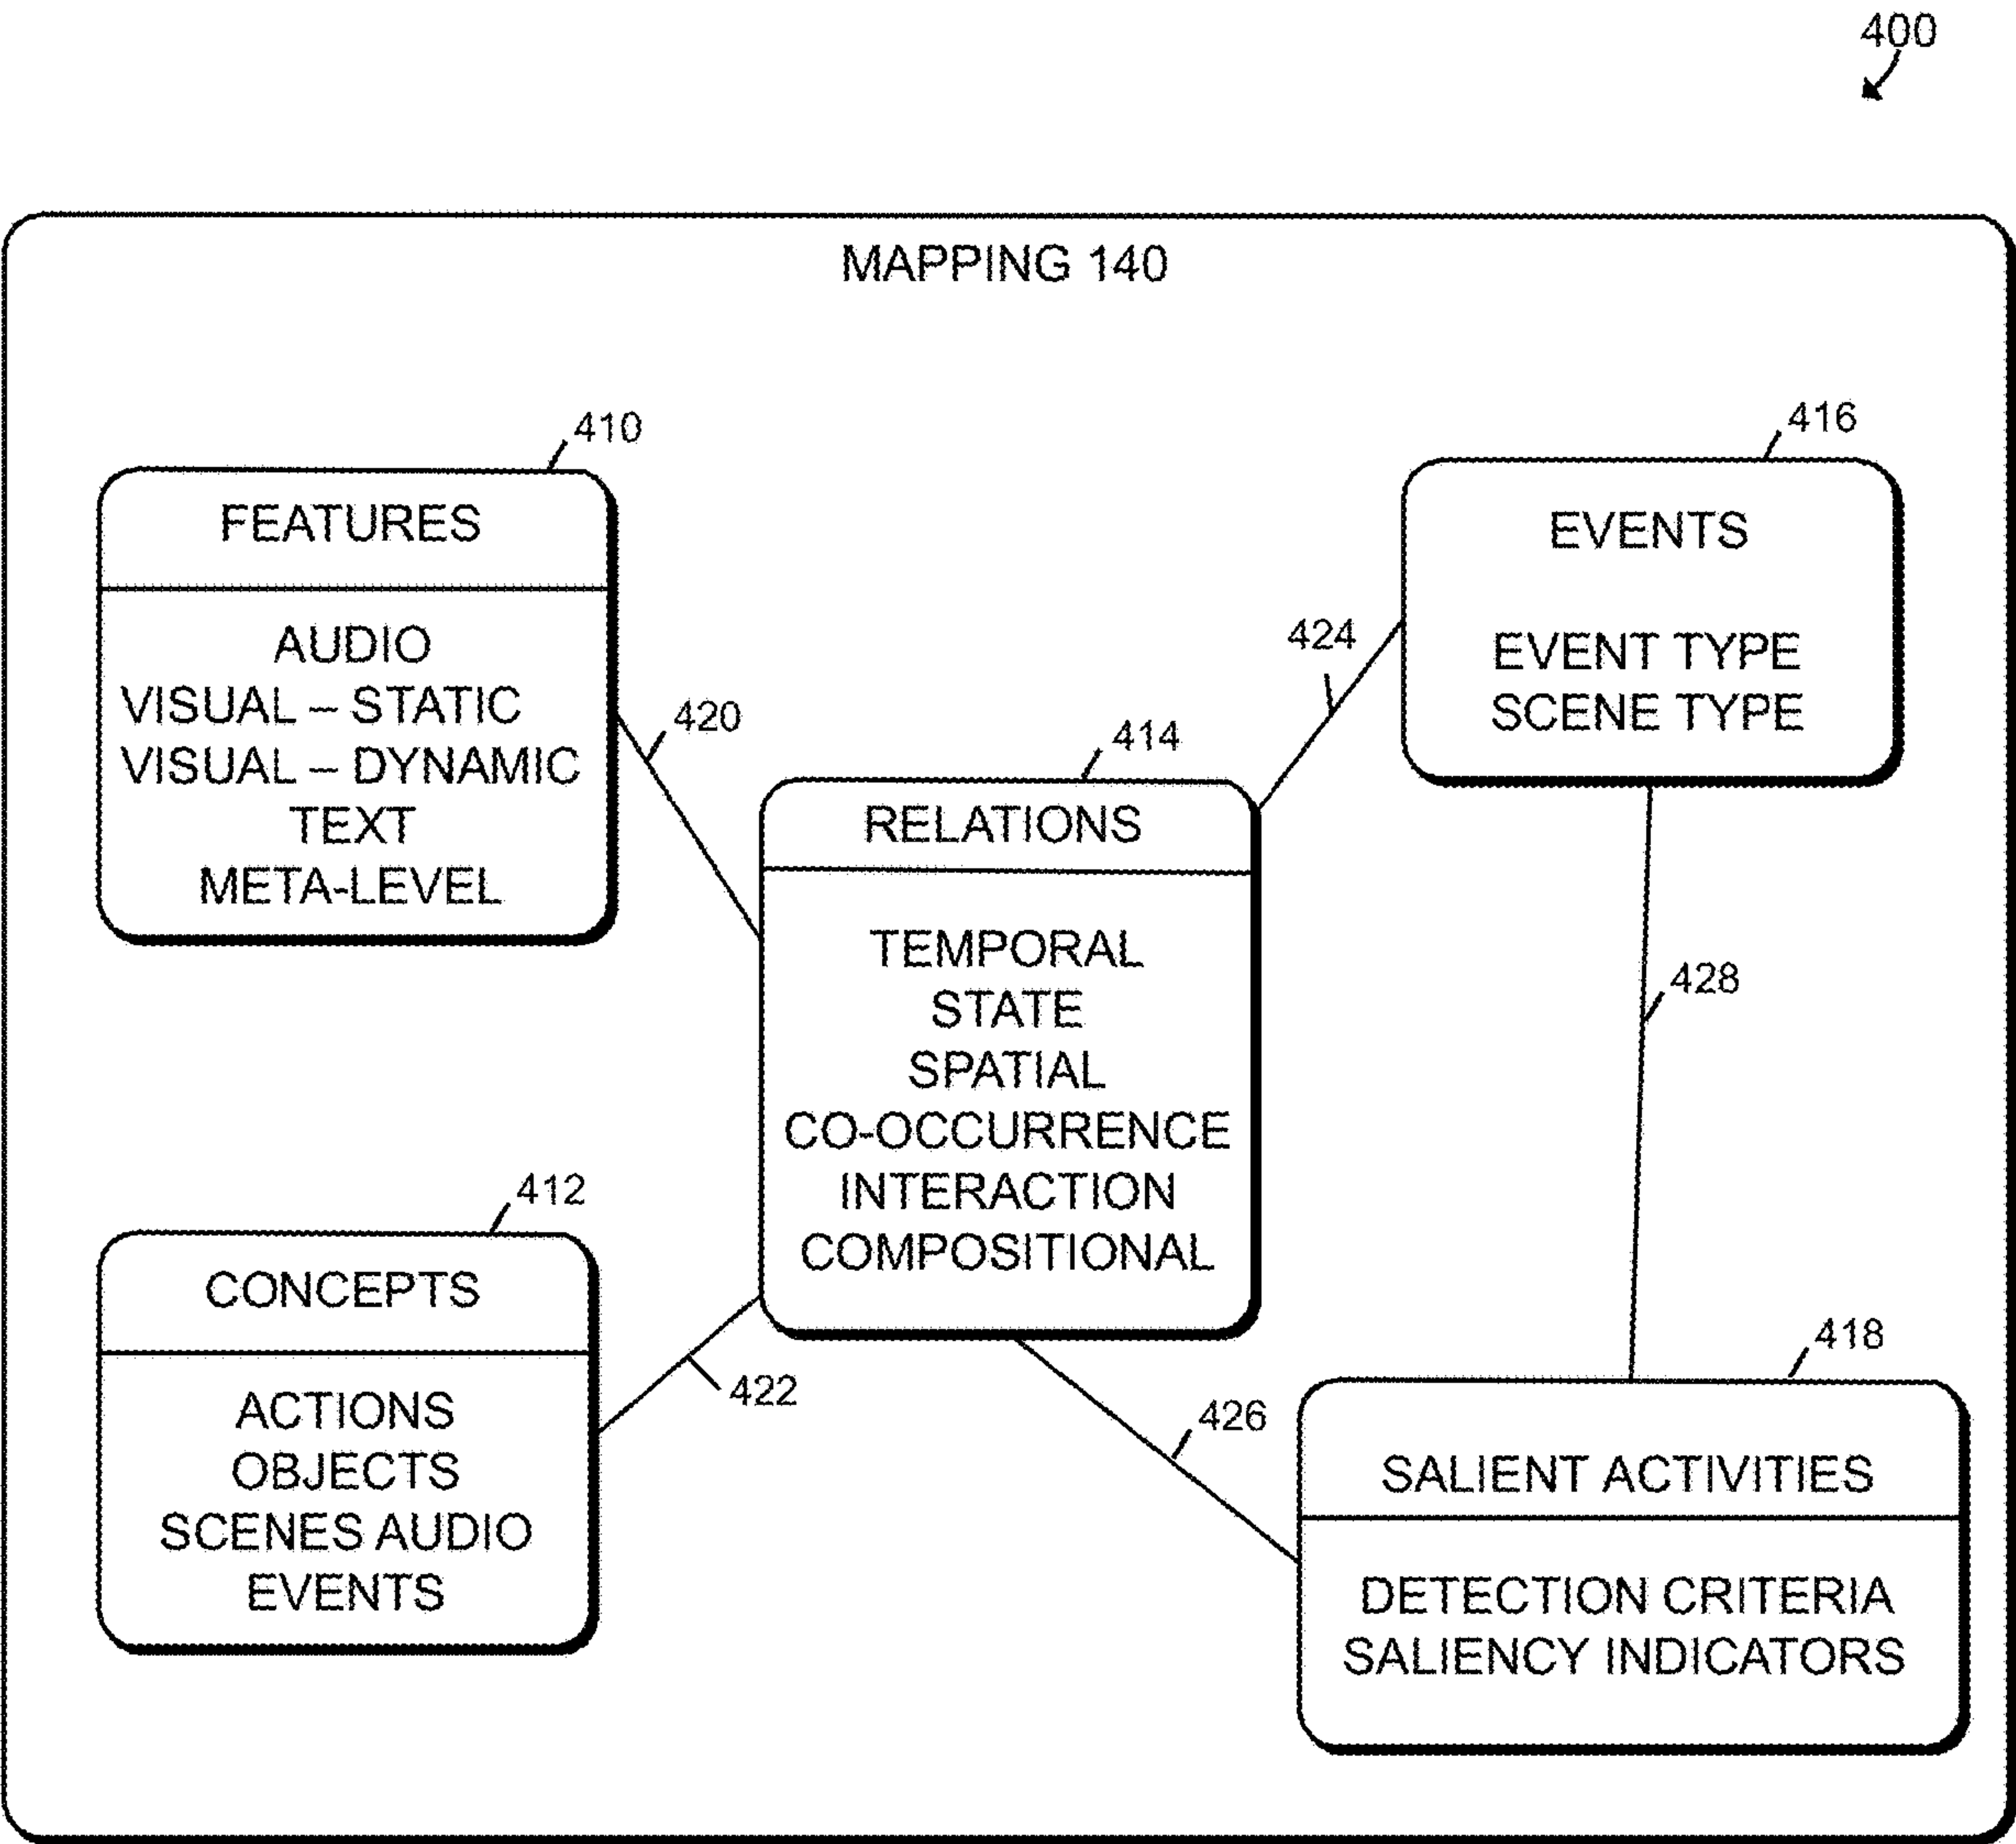 400
MAPPING 140
410
FEATURES
AUDIO
VISUAL – STATIC
VISUAL – DYNAMIC
TEXT
META-LEVEL
420
416
EVENTS
EVENT TYPE
SCENE TYPE
424
414
RELATIONS
TEMPORAL
STATE
SPATIAL
CO-OCCURRENCE
INTERACTION
COMPOSITIONAL
428
412
CONCEPTS
ACTIONS
OBJECTS
SCENES AUDIO
EVENTS
422
426
418
SALIENT ACTIVITIES
DETECTION CRITERIA
SALIENCY INDICATORS